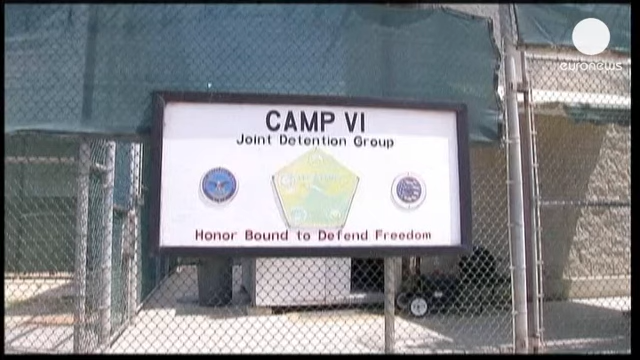 euronews
CAMP VI
Joint Detention Group
Honor Bound to Defend Freedom